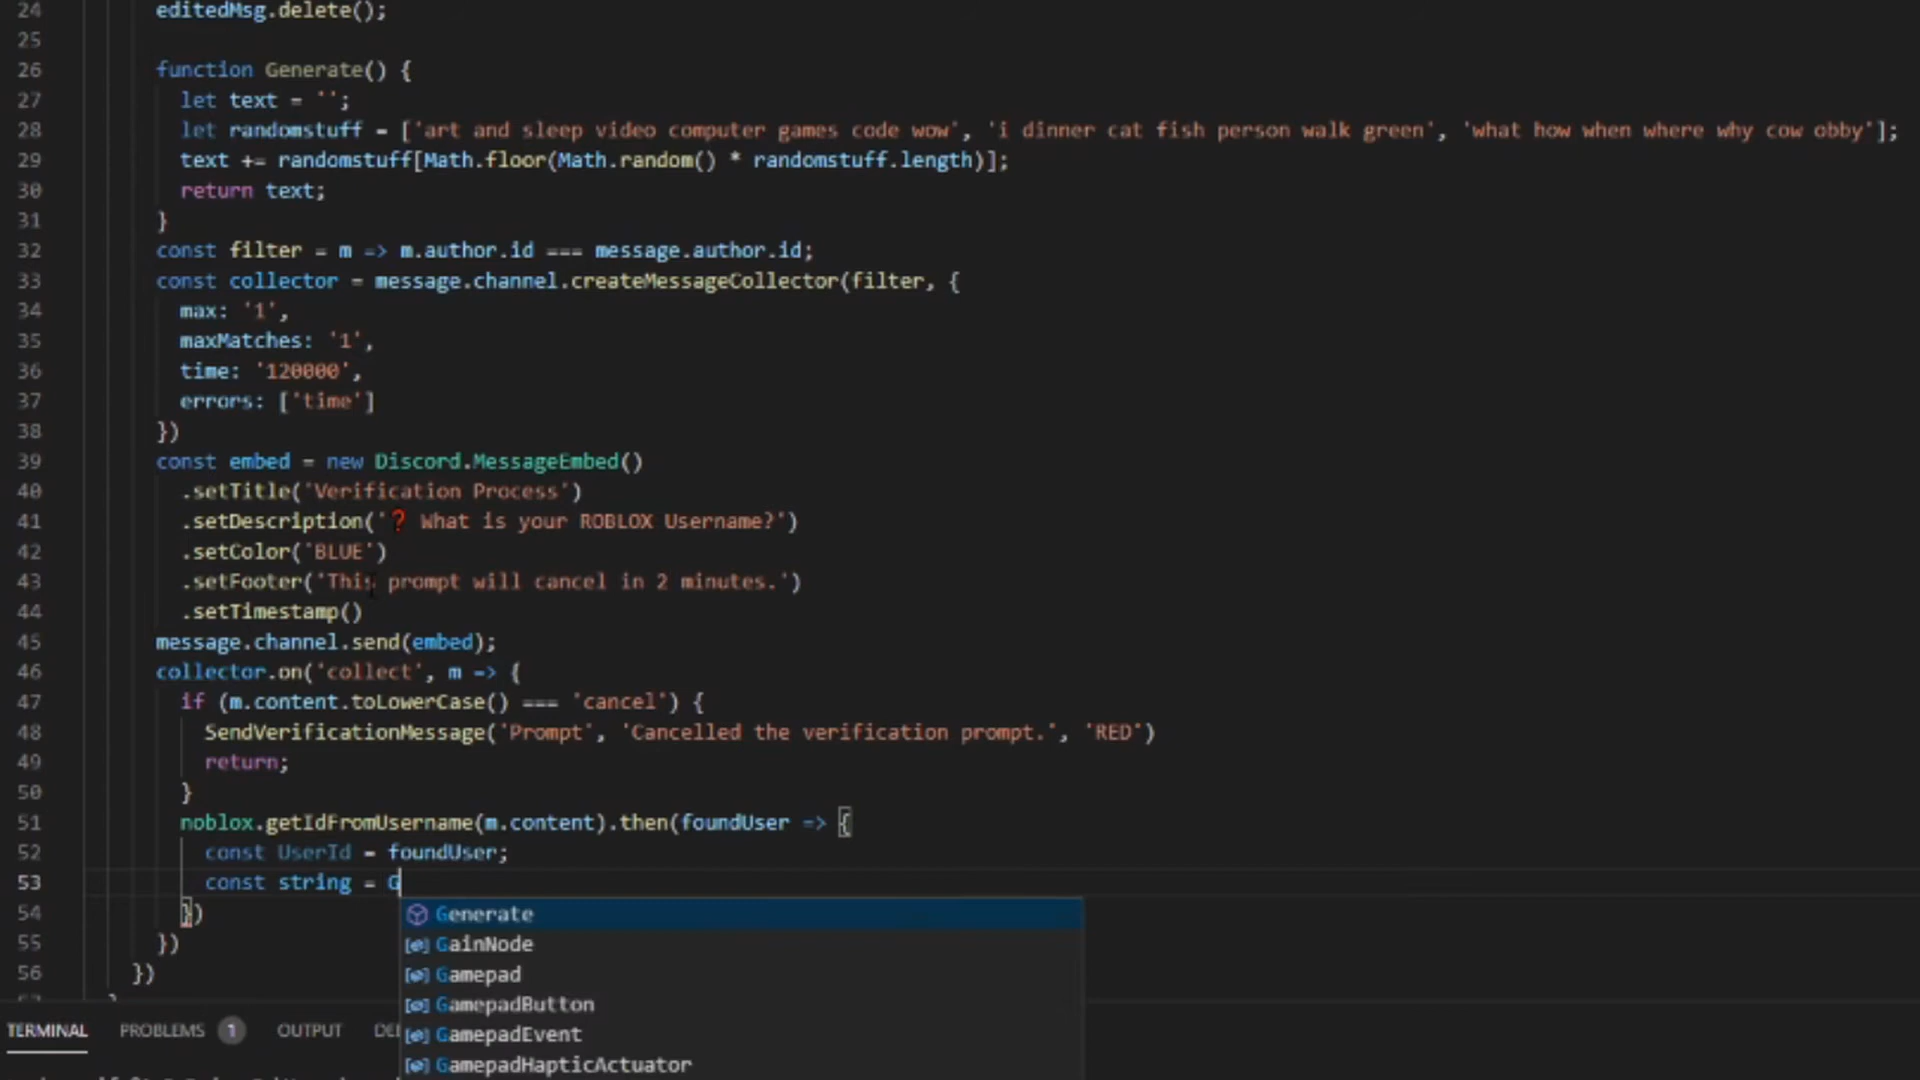 24 editedMsg.delete();
25
26 function Generate() {
27 let text = '';
28 let randomstuff = ['art and sleep video computer games code wow', 'i dinner cat fish person walk green', 'what how when where why cow obby'];
29 text += randomstuff[Math.floor(Math.random() * randomstuff.length)];
30 return text;
31 }
32 const filter = m => m.author.id === message.author.id;
33 const collector = message.channel.createMessageCollector(filter, {
34 max: '1',
35 maxMatches: '1',
36 time: '120000',
37 errors: ['time']
38 })
39 const embed = new Discord.MessageEmbed()
40 .setTitle('Verification Process')
41 .setDescription('❓ What is your ROBLOX Username?')
42 .setColor('BLUE')
43 .setFooter('This prompt will cancel in 2 minutes.')
44 .setTimestamp()
45 message.channel.send(embed);
46 collector.on('collect', m => {
47 if (m.content.toLowerCase() === 'cancel') {
48 SendVerificationMessage('Prompt', 'Cancelled the verification prompt.', 'RED')
49 return;
50 }
51 noblox.getIdFromUsername(m.content).then(foundUser => {
52 const UserId = foundUser;
53 const string = G
54 })
Generate
55 })
GainNode
56 })
Gamepad
GamepadButton
TERMINAL PROBLEMS 1 OUTPUT
GamepadEvent
GamepadHapticActuator